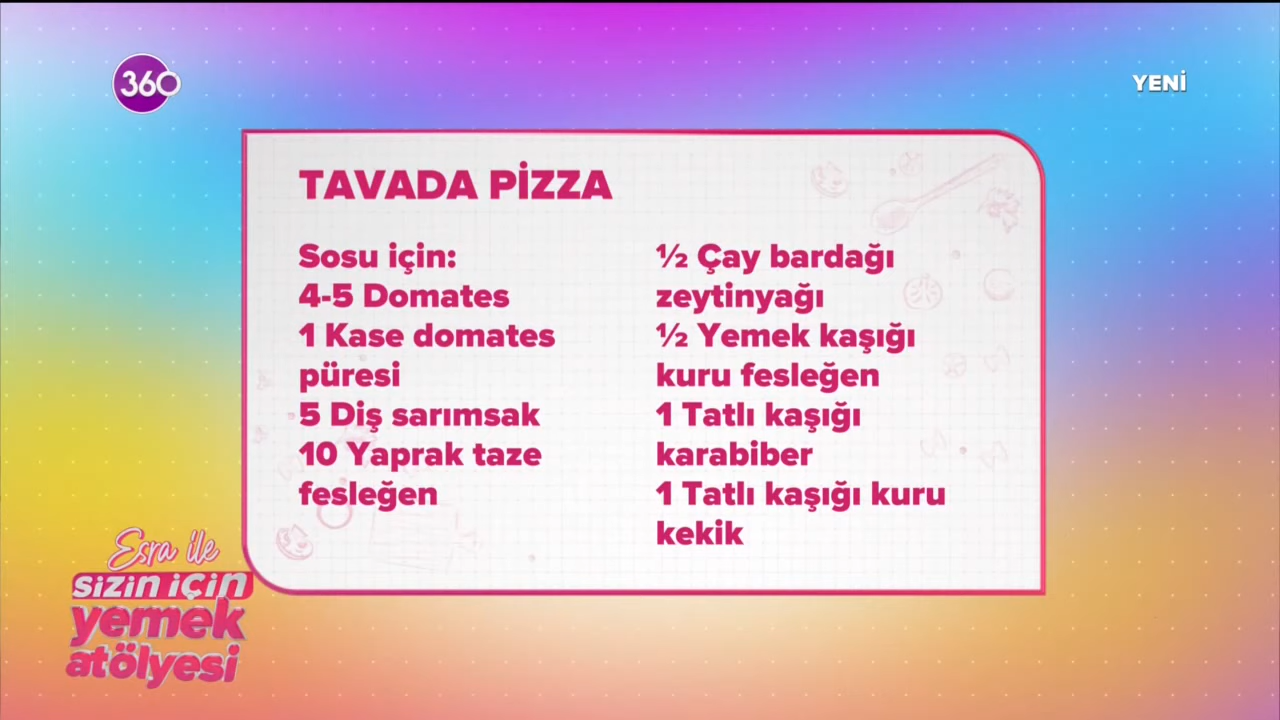 360
YENİ
TAVADA PİZZA
Sosu için:
4-5 Domates
1 Kase domates
püresi
5 Diş sarımsak
10 Yaprak taze
fesleğen
½ Çay bardağı
zeytinyağı
½ Yemek kaşığı
kuru fesleğen
1 Tatlı kaşığı
karabiber
1 Tatlı kaşığı kuru
kekik
Esra ile
sizin için
yemek
atölyesi